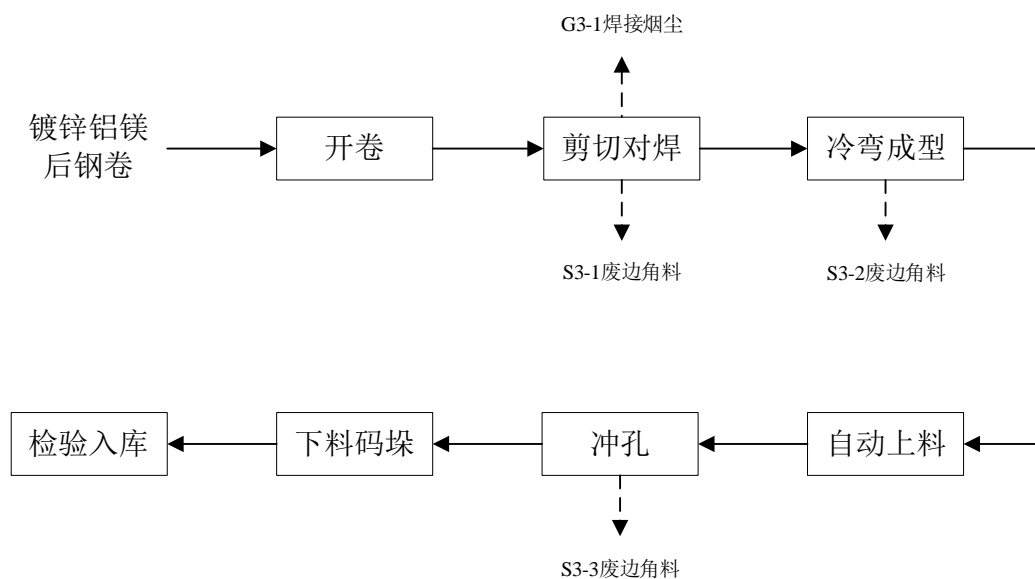 G3-1焊接烟尘
镀锌铝镁
后钢卷
开卷
剪切对焊
冷弯成型
S3-1废边角料
S3-2废边角料
检验入库
下料码垛
冲孔
自动上料
S3-3废边角料